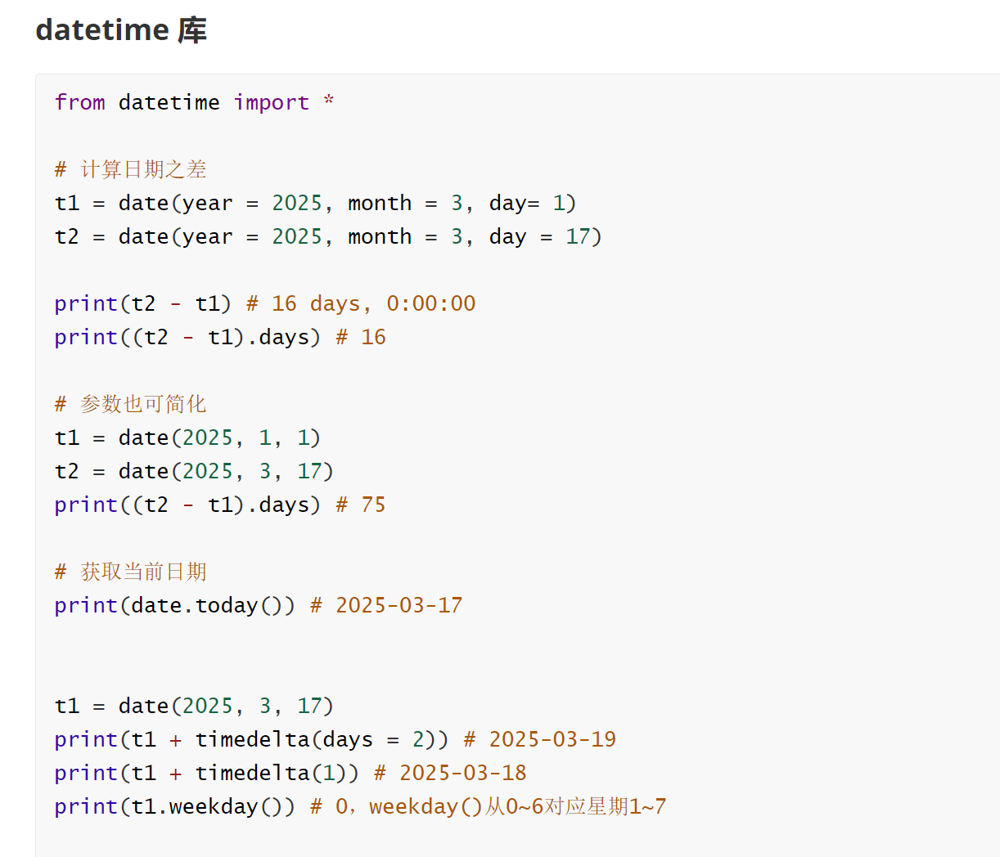 datetime 库
from datetime import *
# 计算日期之差
t1 = date(year = 2025, month = 3, day= 1)
t2 = date(year = 2025, month = 3, day = 17)
print(t2 - t1) # 16 days, 0:00:00
print((t2 - t1).days) # 16
# 参数也可简化
t1 = date(2025, 1, 1)
t2 = date(2025, 3, 17)
print((t2 - t1).days) # 75
# 获取当前日期
print(date.today()) # 2025-03-17
t1 = date(2025, 3, 17)
print(t1 + timedelta(days = 2)) # 2025-03-19
print(t1 + timedelta(1)) # 2025-03-18
print(t1.weekday()) # 0，weekday()从0~6对应星期1~7